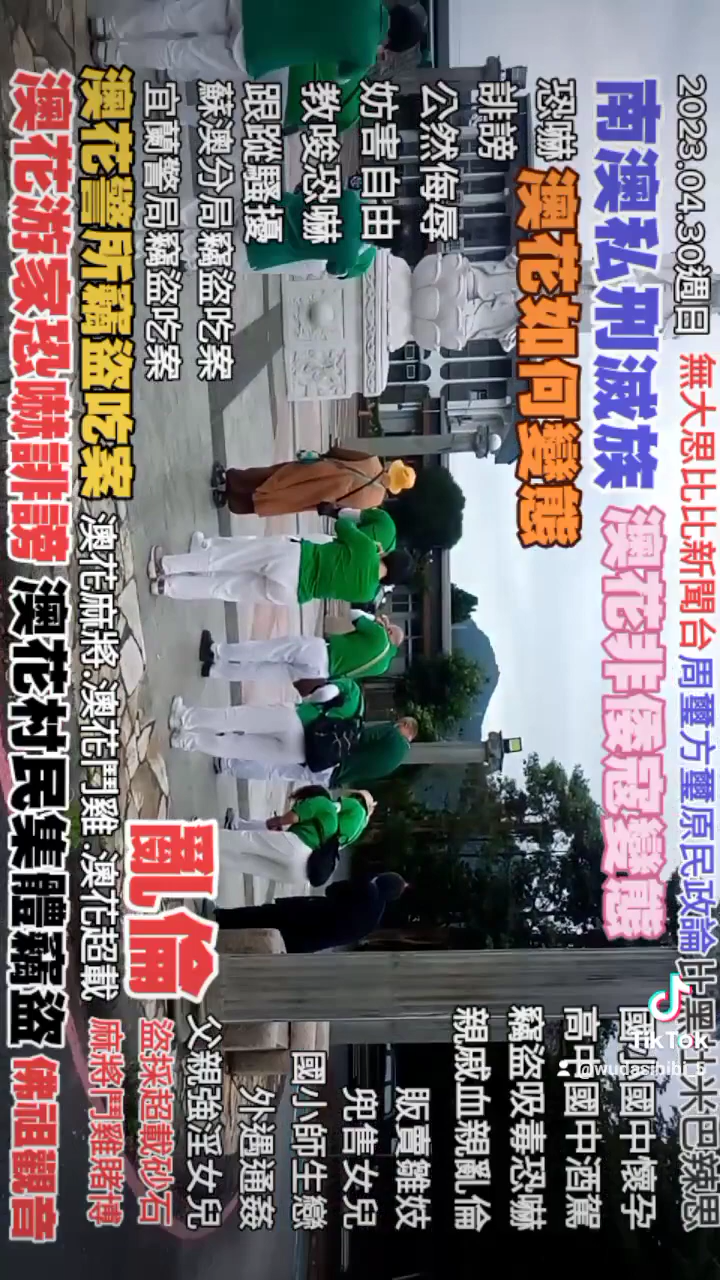 2023.04.30週日 無大思比比新聞台 周璽方璽原民政論 米巴辣思
南澳私刑滅族 澳花非倭寇變態
澳花如何變態
恐嚇
誹謗
公然侮辱
妨害自由
教唆恐嚇
跟蹤騷擾
蘇澳分局竊盜吃案
宜蘭警局竊盜吃案
國小國中懷孕
高中國中酒駕
竊盜吸毒恐嚇
親戚血親亂倫
販賣雛妓
兜售女兒
國小師生戀
外遇通姦
父親強淫女兒
亂倫
盜採超載砂石
麻將鬥雞賭博
澳花警所竊盜吃案 澳花麻將.澳花鬥雞.澳花超載
澳花游家恐嚇誹謗 澳花村民集體竊盜 佛祖觀音
TikTok